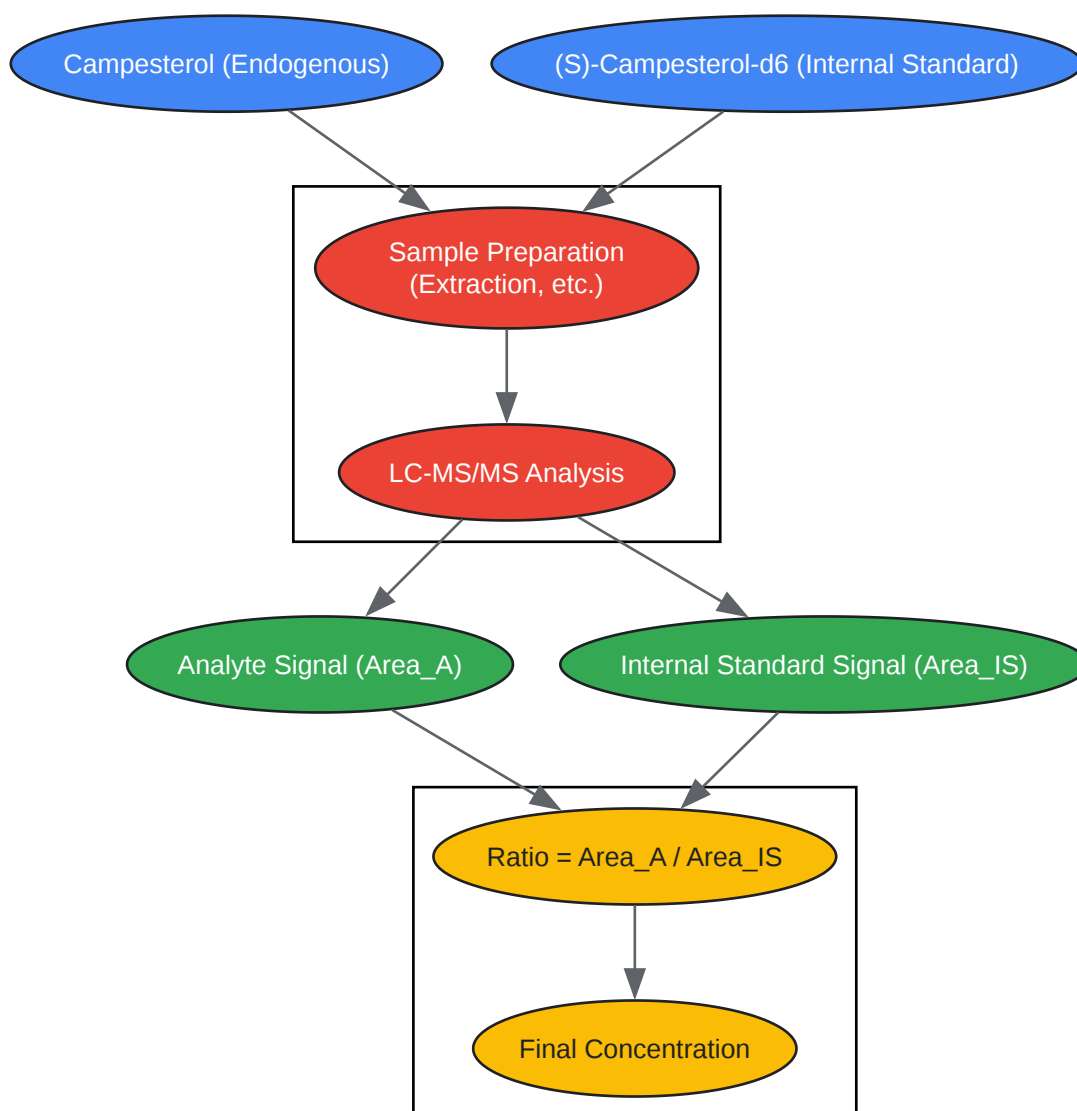 Campesterol (Endogenous)
(S)-Campesterol-d6 (Internal Standard)
Sample Preparation
(Extraction, etc.)
LC-MS/MS Analysis
Analyte Signal (Area_A)
Internal Standard Signal (Area_IS)
Ratio = Area_A / Area_IS
Final Concentration